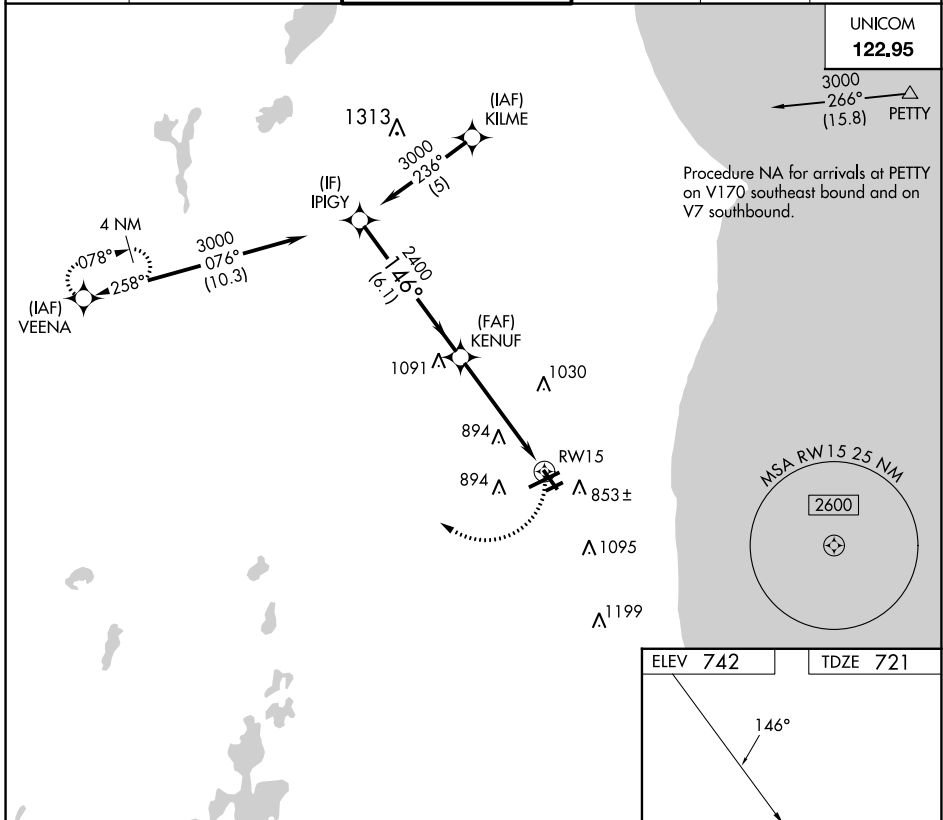 UNICOM
122.95
3000
266°
(15.8)
PETTY
Procedure NA for arrivals at PETTY
on V170 southeast bound and on
V7 southbound.
(IAF)
KILME
1313
3000
236°
(5)
(IF)
IPIGY
4 NM
078°
258°
3000
076°
(10.3)
(IAF)
VEENA
2400
146°
(6.1)
(FAF)
KENUF
1091
1030
894
RW15
894
853±
1095
1199
MSA RW15 25 NM
2600
ELEV 742
TDZE 721
146°